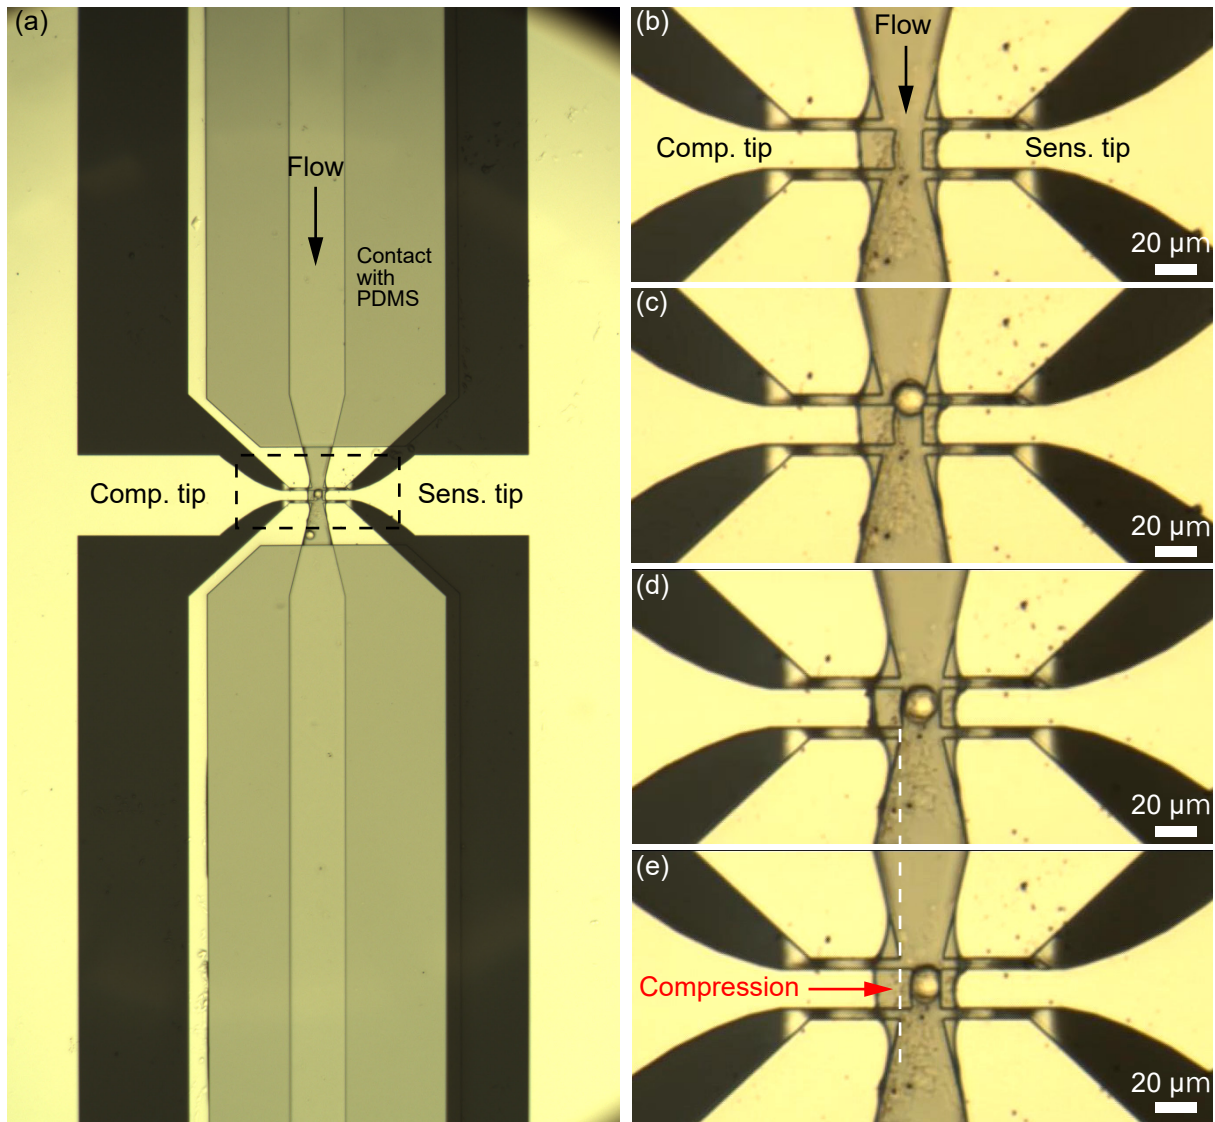 (a)
Flow
Contact
with
PDMS
Comp. tip
Sens. tip
(b)
Flow
Comp. tip
Sens. tip
20 µm
(c)
20 µm
(d)
20 µm
(e)
Compression
20 µm